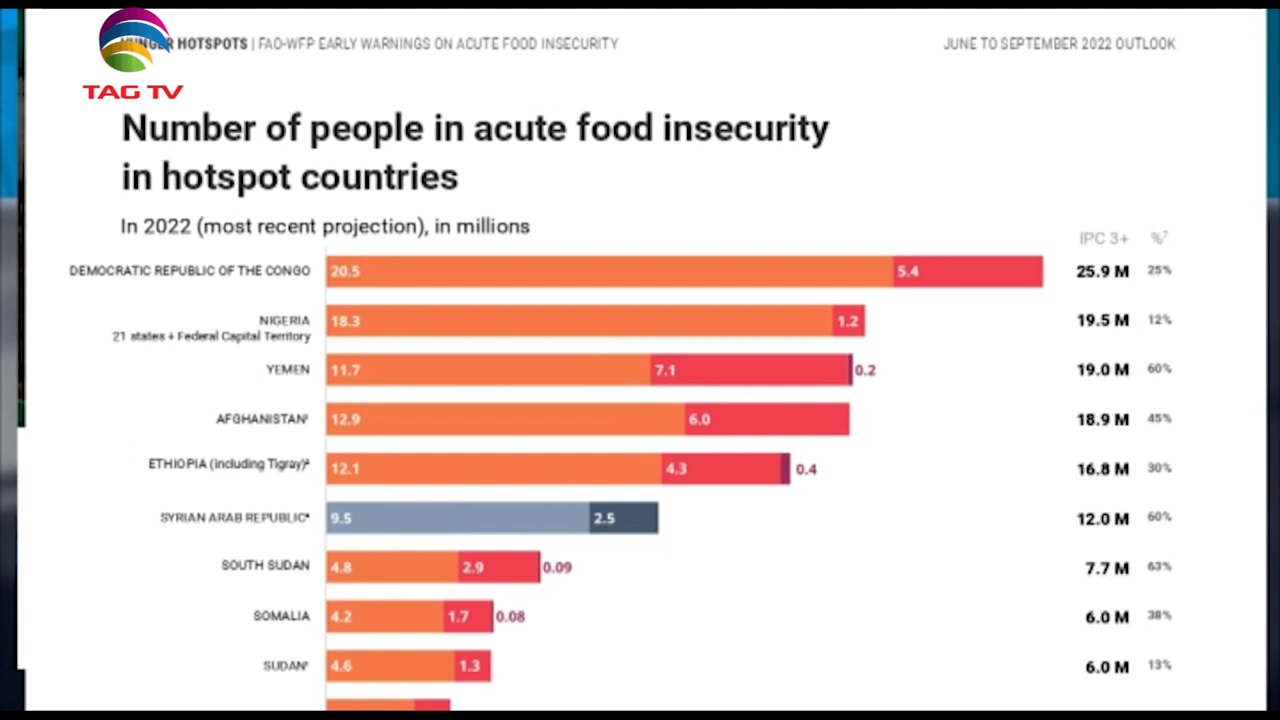 HUNGER HOTSPOTS | FAO-WFP EARLY WARNINGS ON ACUTE FOOD INSECURITY
JUNE TO SEPTEMBER 2022 OUTLOOK
TAG TV
Number of people in acute food insecurity
in hotspot countries
In 2022 (most recent projection), in millions
IPC 3+ %7
DEMOCRATIC REPUBLIC OF THE CONGO 20.5 5.4 25.9 M 25%
NIGERIA 18.3 1.2 19.5 M 12%
21 states + Federal Capital Territory
YEMEN 11.7 7.1 0.2 19.0 M 60%
AFGHANISTAN 12.9 6.0 18.9 M 45%
ETHIOPIA (including Tigray) 12.1 4.3 0.4 16.8 M 30%
SYRIAN ARAB REPUBLIC 9.5 2.5 12.0 M 60%
SOUTH SUDAN 4.8 2.9 0.09 7.7 M 63%
SOMALIA 4.2 1.7 0.08 6.0 M 38%
SUDAN 4.6 1.3 6.0 M 13%